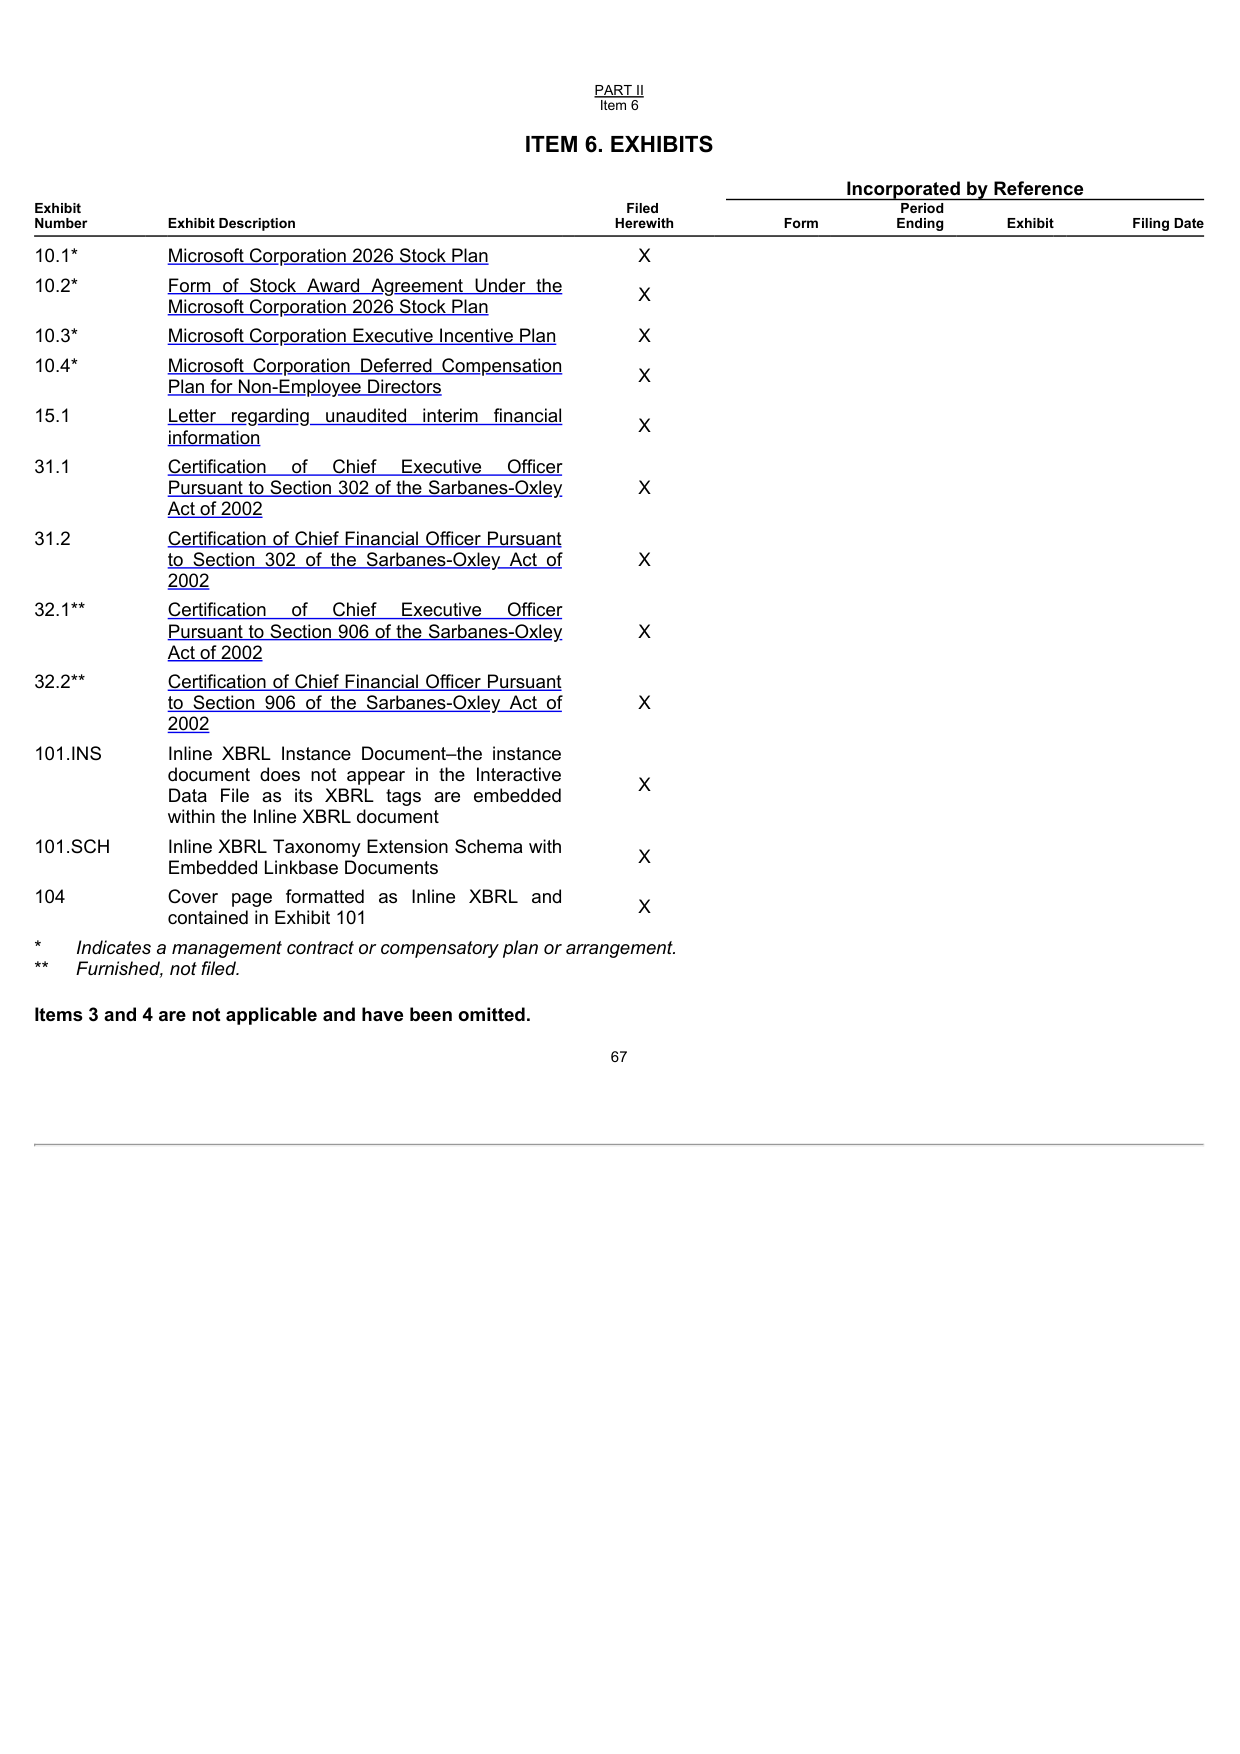 PART II
Item 6
ITEM 6. EXHIBITS
Incorporated by Reference
Exhibit Number Exhibit Description Filed Herewith Form Period Ending Exhibit Filing Date
10.1* Microsoft Corporation 2026 Stock Plan X
10.2* Form of Stock Award Agreement Under the
Microsoft Corporation 2026 Stock Plan X
10.3* Microsoft Corporation Executive Incentive Plan X
10.4* Microsoft Corporation Deferred Compensation
Plan for Non-Employee Directors X
15.1 Letter regarding unaudited interim financial
information X
31.1 Certification of Chief Executive Officer
Pursuant to Section 302 of the Sarbanes-Oxley X
Act of 2002
31.2 Certification of Chief Financial Officer Pursuant
to Section 302 of the Sarbanes-Oxley Act of X
2002
32.1** Certification of Chief Executive Officer
Pursuant to Section 906 of the Sarbanes-Oxley X
Act of 2002
32.2** Certification of Chief Financial Officer Pursuant
to Section 906 of the Sarbanes-Oxley Act of X
2002
101.INS Inline XBRL Instance Document–the instance
document does not appear in the Interactive
Data File as its XBRL tags are embedded X
within the Inline XBRL document
101.SCH Inline XBRL Taxonomy Extension Schema with
Embedded Linkbase Documents X
104 Cover page formatted as Inline XBRL and
contained in Exhibit 101 X
* Indicates a management contract or compensatory plan or arrangement.
** Furnished, not filed.
Items 3 and 4 are not applicable and have been omitted.
67